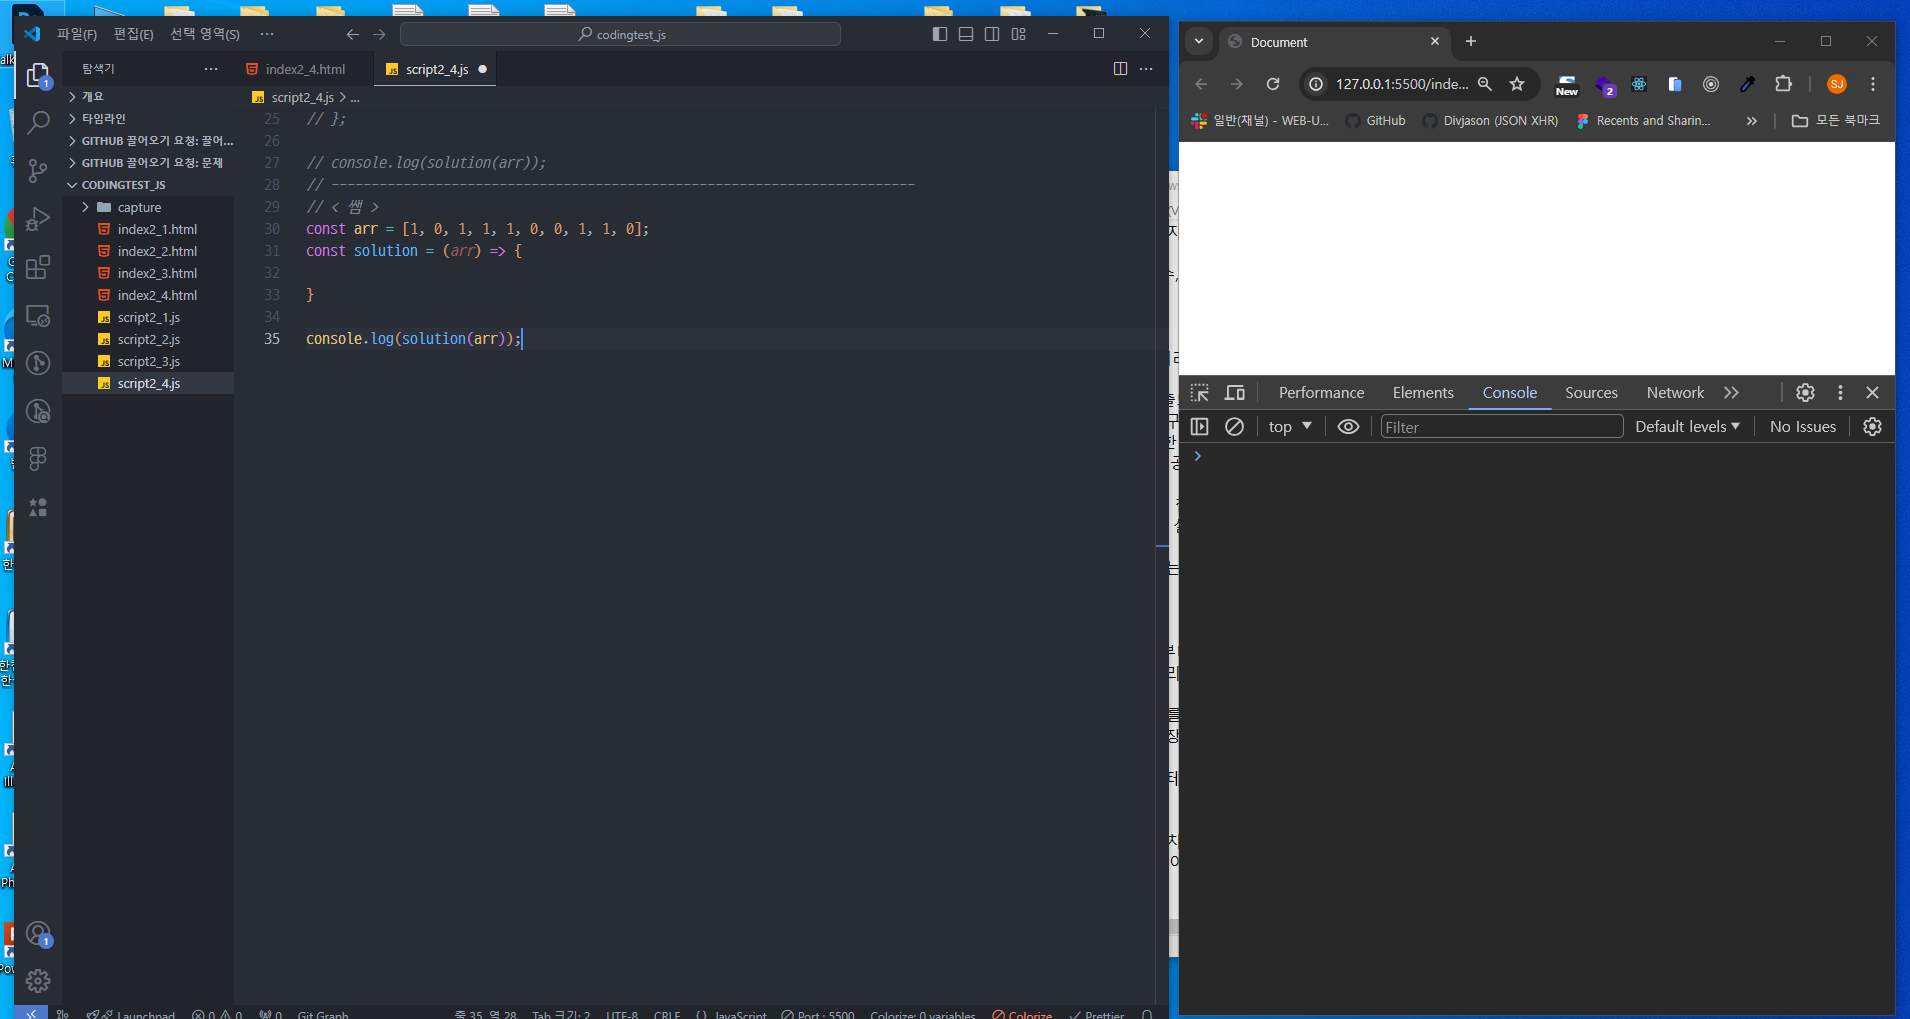 파일(F) 편집(E) 선택 영역(S) ···
codingtest_js
탐색기
index2_4.html
script2_4.js
script2_4.js > ...
개요
타임라인
GITHUB 끌어오기 요청: 끌어...
GITHUB 끌어오기 요청: 문제
CODINGTEST_JS
capture
index2_1.html
index2_2.html
index2_3.html
index2_4.html
script2_1.js
script2_2.js
script2_3.js
script2_4.js
25 // };
26
27 // console.log(solution(arr));
28 // -------------------------------------------------------------------------
29 // < 쌤 >
30 const arr = [1, 0, 1, 1, 1, 0, 0, 1, 1, 0];
31 const solution = (arr) => {
32
33 }
34
35 console.log(solution(arr));
1
1
Launchpad 0 0 0 Git Graph 줄 35, 열 28 Tab 크기: 2 UTF-8 CRLF {} JavaScript Port : 5500 Colorize: 0 variables Colorize Prettier
Document
127.0.0.1:5500/inde...
New
2
SJ
일반(채널) - WEB-U...
GitHub
Divjason (JSON XHR)
Recents and Sharin...
모든 북마크
Performance Elements Console Sources Network
top Filter Default levels No Issues